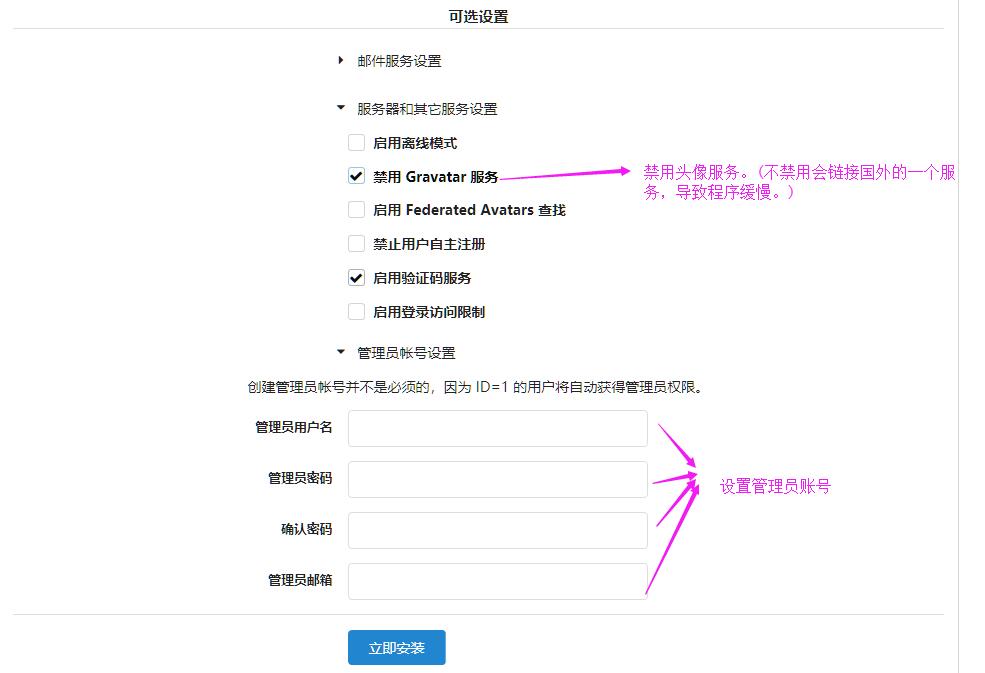 可选设置
邮件服务设置
服务器和其它服务设置
启用离线模式
禁用 Gravatar 服务
禁用头像服务。(不禁用会链接国外的一个服
务，导致程序缓慢。)
启用 Federated Avatars 查找
禁止用户自主注册
启用验证码服务
启用登录访问限制
管理员帐号设置
创建管理员帐号并不是必须的，因为 ID=1 的用户将自动获得管理员权限。
管理员用户名
管理员密码
设置管理员账号
确认密码
管理员邮箱
立即安装